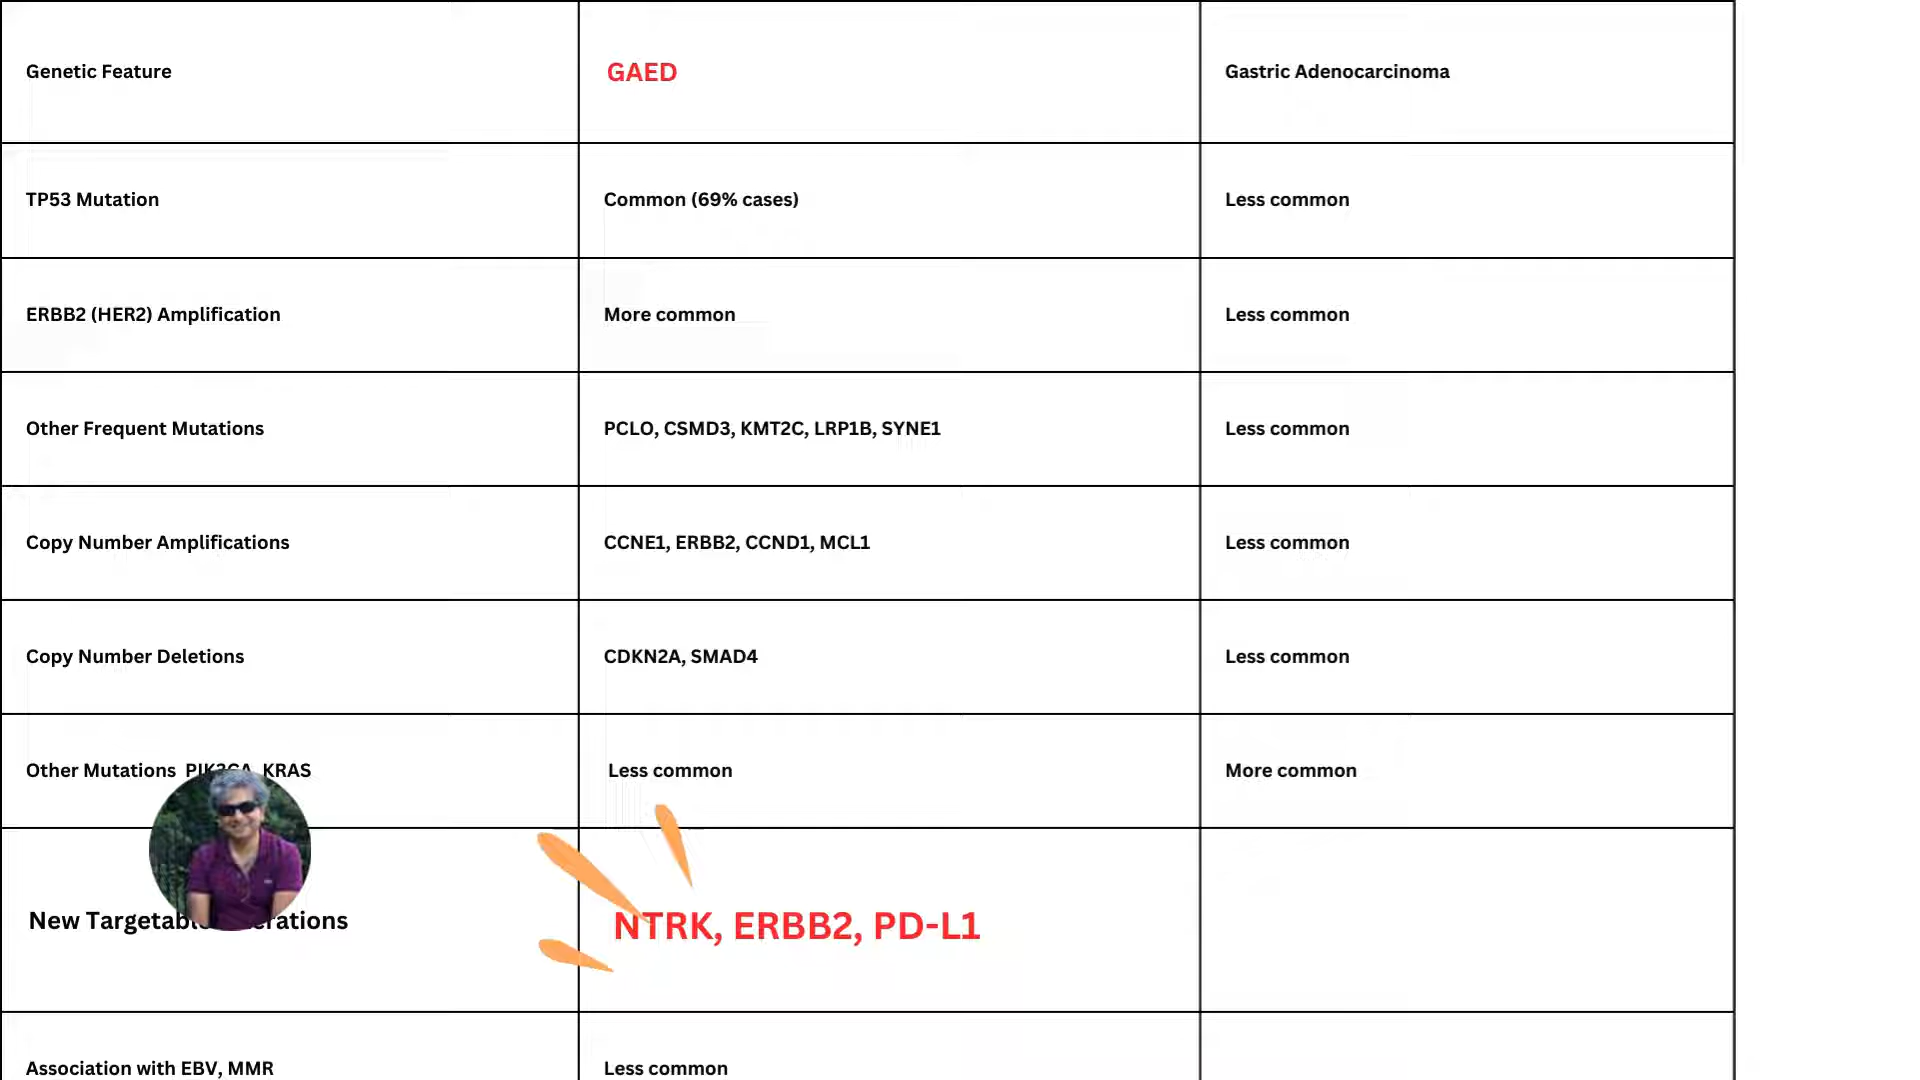 Genetic Feature GAED Gastric Adenocarcinoma
TP53 Mutation Common (69% cases) Less common
ERBB2 (HER2) Amplification More common Less common
Other Frequent Mutations PCLO, CSMD3, KMT2C, LRP1B, SYNE1 Less common
Copy Number Amplifications CCNE1, ERBB2, CCND1, MCL1 Less common
Copy Number Deletions CDKN2A, SMAD4 Less common
Other Mutations PIK3CA, KRAS Less common More common
New NTRK, ERBB2, PD-L1
Association with EBV, MMR Less common